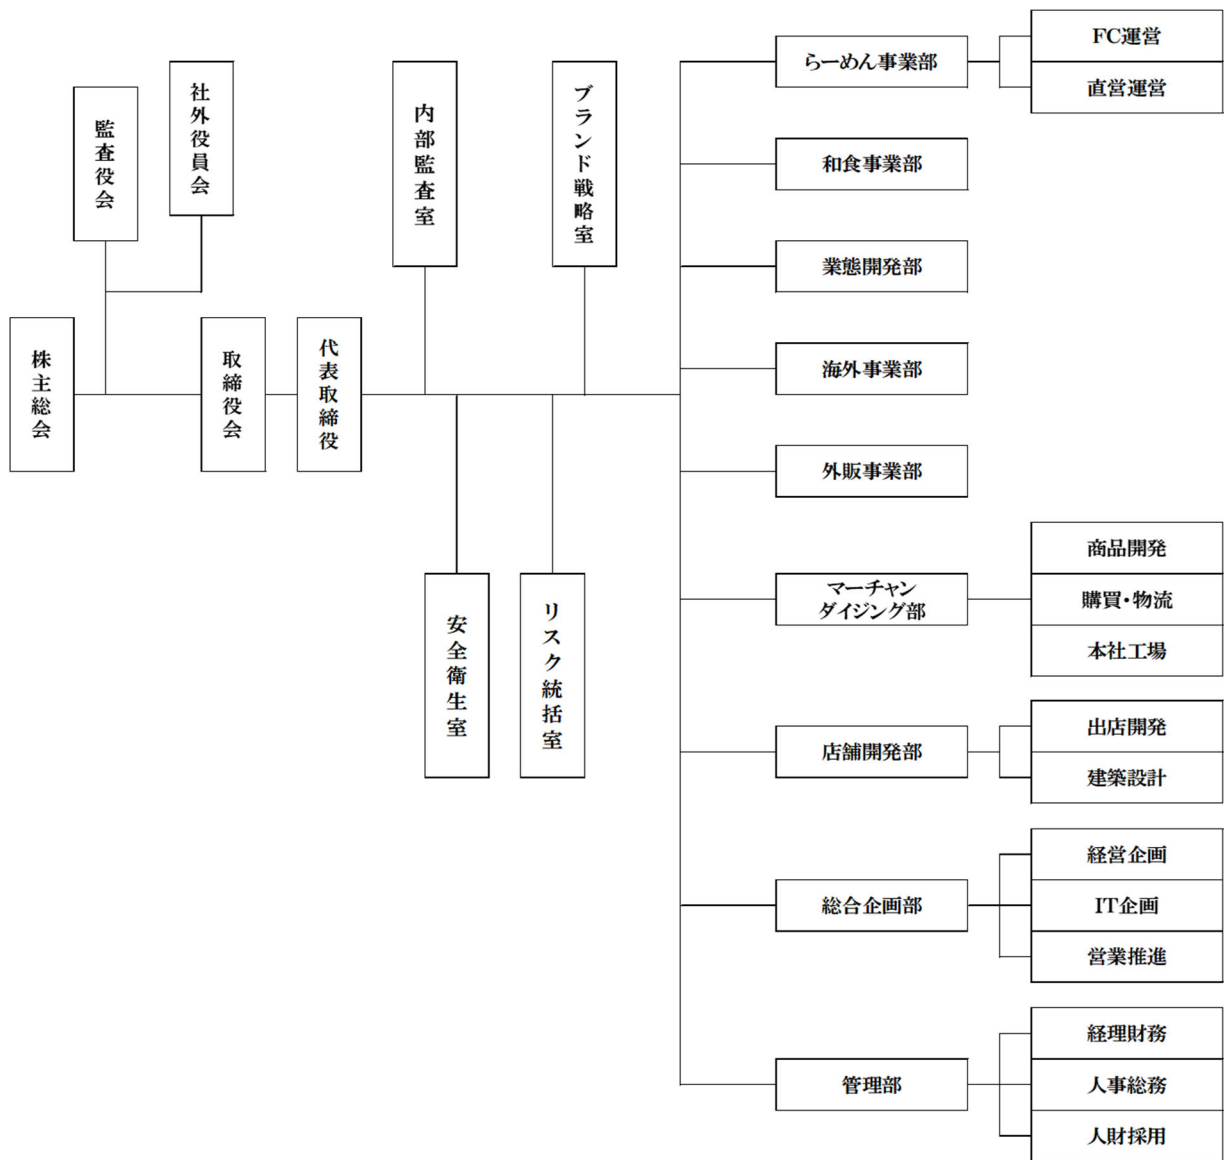 株主総会
監査役会
社外役員会
取締役会
代表取締役
内部監査室
ブランド戦略室
安全衛生室
リスク統括室
らーめん事業部
FC運営
直営運営
和食事業部
業態開発部
海外事業部
外販事業部
マーチャン
ダイジング部
商品開発
購買・物流
本社工場
店舗開発部
出店開発
建築設計
総合企画部
経営企画
IT企画
営業推進
管理部
経理財務
人事総務
人財採用